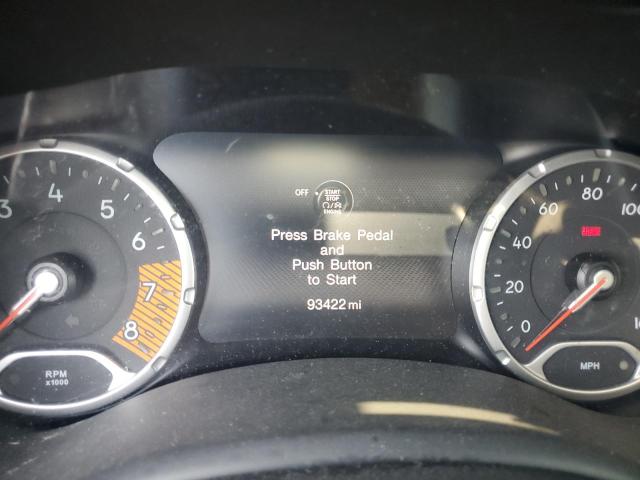 3 4 5 6 7 8
RPM
x1000
OFF
START
STOP
ENGINE
Press Brake Pedal
and
Push Button
to Start
93422 mi
0 20 40 60 80 100
MPH